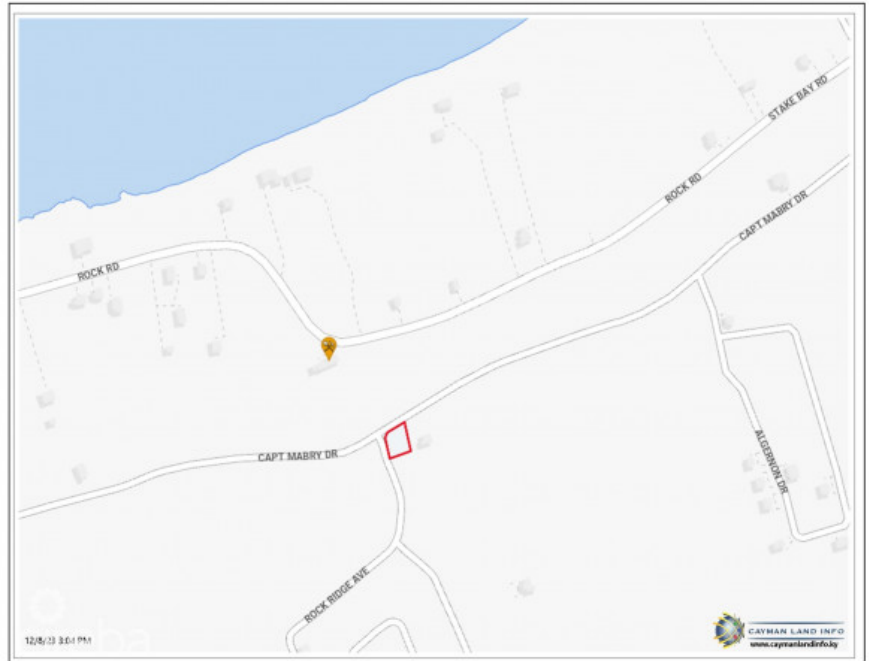 STAKE BAY RD
ROCK RD
CAPT MABRY DR
ROCK RD
CAPT MABRY DR
ALGERNON DR
ROCK RIDGE AVE
12/8/23 3:04 PM
CAYMAN LAND INFO
www.caymanlandinfo.ky